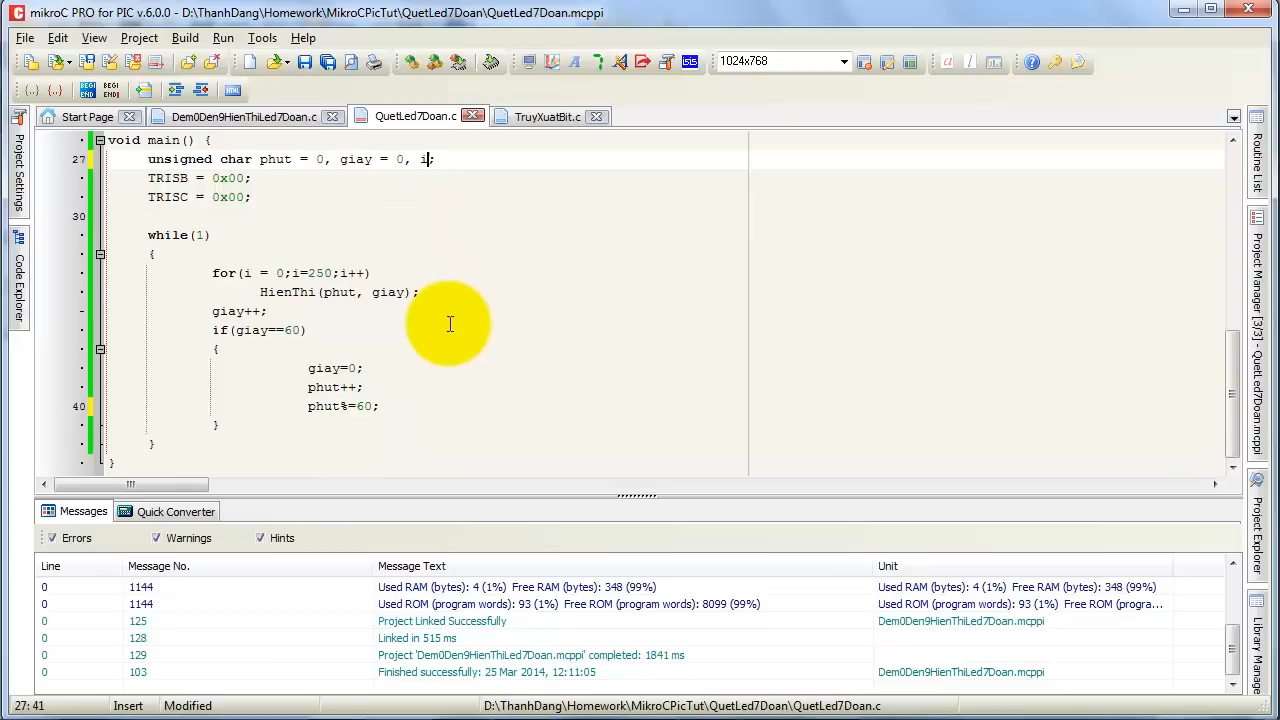 mikroC PRO for PIC v.6.0.0 - D:\ThanhDang\Homework\MikroCPicTut\QuetLed7Doan\QuetLed7Doan.mcppi
File Edit View Project Build Run Tools Help
1024x768
Start Page Dem0Den9HienThiLed7Doan.c QuetLed7Doan.c TruyXuatBit.c
Project Settings
Code Explorer
void main() {
27 unsigned char phut = 0, giay = 0, i;
TRISB = 0x00;
TRISC = 0x00;
30
while(1)
{
for(i = 0;i=250;i++)
HienThi(phut, giay);
giay++;
if(giay==60)
{
giay=0;
phut++;
40 phut%=60;
}
}
}
Routine List
Project Manager [3/3] - QuetLed7Doan.mcppi
Project Explorer
Library Manager
Messages Quick Converter
Errors Warnings Hints
Line Message No. Message Text Unit
0 1144 Used RAM (bytes): 4 (1%) Free RAM (bytes): 348 (99%) Used RAM (bytes): 4 (1%) Free RAM (bytes): 348 (99%)
0 1144 Used ROM (program words): 93 (1%) Free ROM (program words): 8099 (99%) Used ROM (program words): 93 (1%) Free ROM (progra...
0 125 Project Linked Successfully Dem0Den9HienThiLed7Doan.mcppi
0 128 Linked in 515 ms
0 129 Project 'Dem0Den9HienThiLed7Doan.mcppi' completed: 1841 ms
0 103 Finished successfully: 25 Mar 2014, 12:11:05 Dem0Den9HienThiLed7Doan.mcppi
27: 41 Insert Modified D:\ThanhDang\Homework\MikroCPicTut\QuetLed7Doan\QuetLed7Doan.c